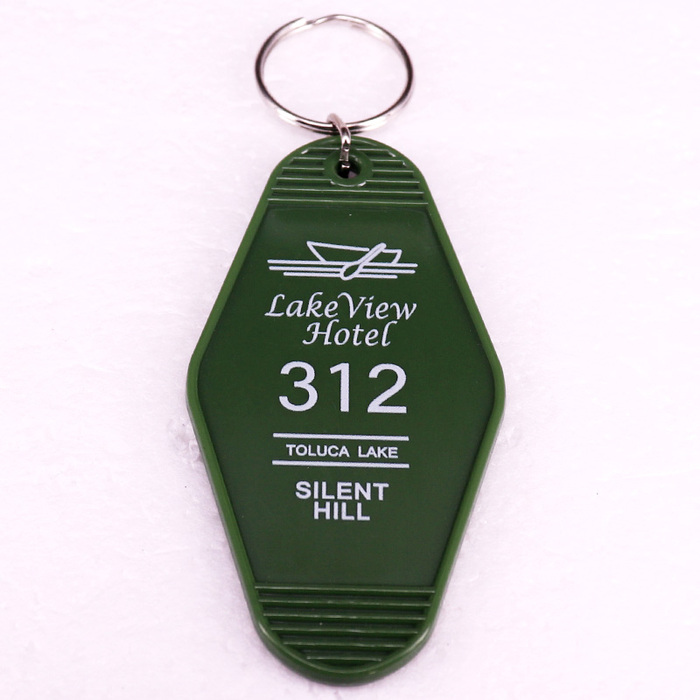 LakeView
Hotel
312
TOLUCA LAKE
SILENT
HILL